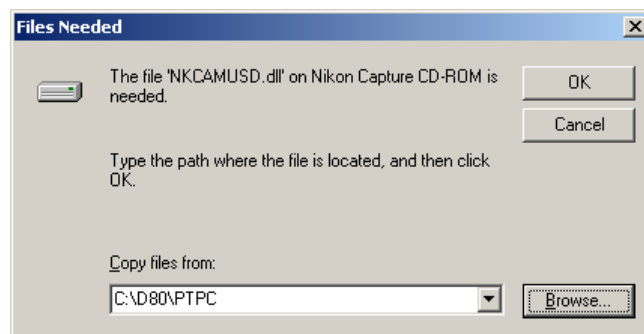 Files Needed
The file 'NKCAMUSD.dll' on Nikon Capture CD-ROM is
needed.
OK
Cancel
Type the path where the file is located, and then click
OK.
Copy files from:
C:\D80\PTPC
Browse...